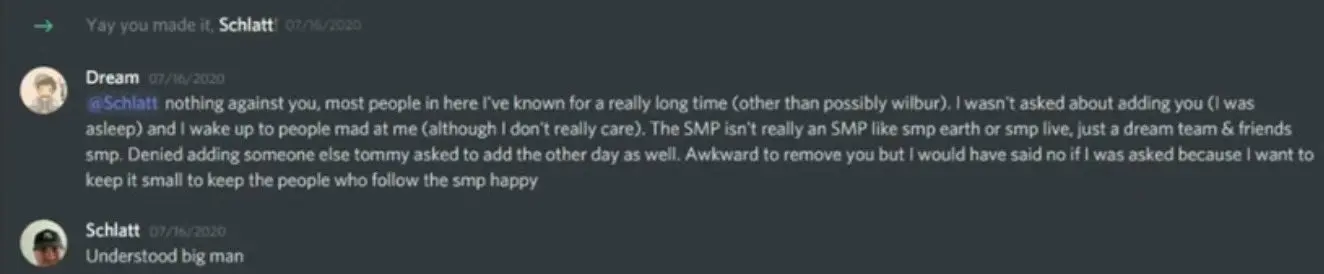 Yay you made it, Schlatt! 07/16/2020
Dream 07/16/2020
@Schlatt nothing against you, most people in here I've known for a really long time (other than possibly wilbur). I wasn't asked about adding you (I was
asleep) and I wake up to people mad at me (although I don't really care). The SMP isn't really an SMP like smp earth or smp live, just a dream team & friends
smp. Denied adding someone else tommy asked to add the other day as well. Awkward to remove you but I would have said no if I was asked because I want to
keep it small to keep the people who follow the smp happy
Schlatt 07/16/2020
Understood big man